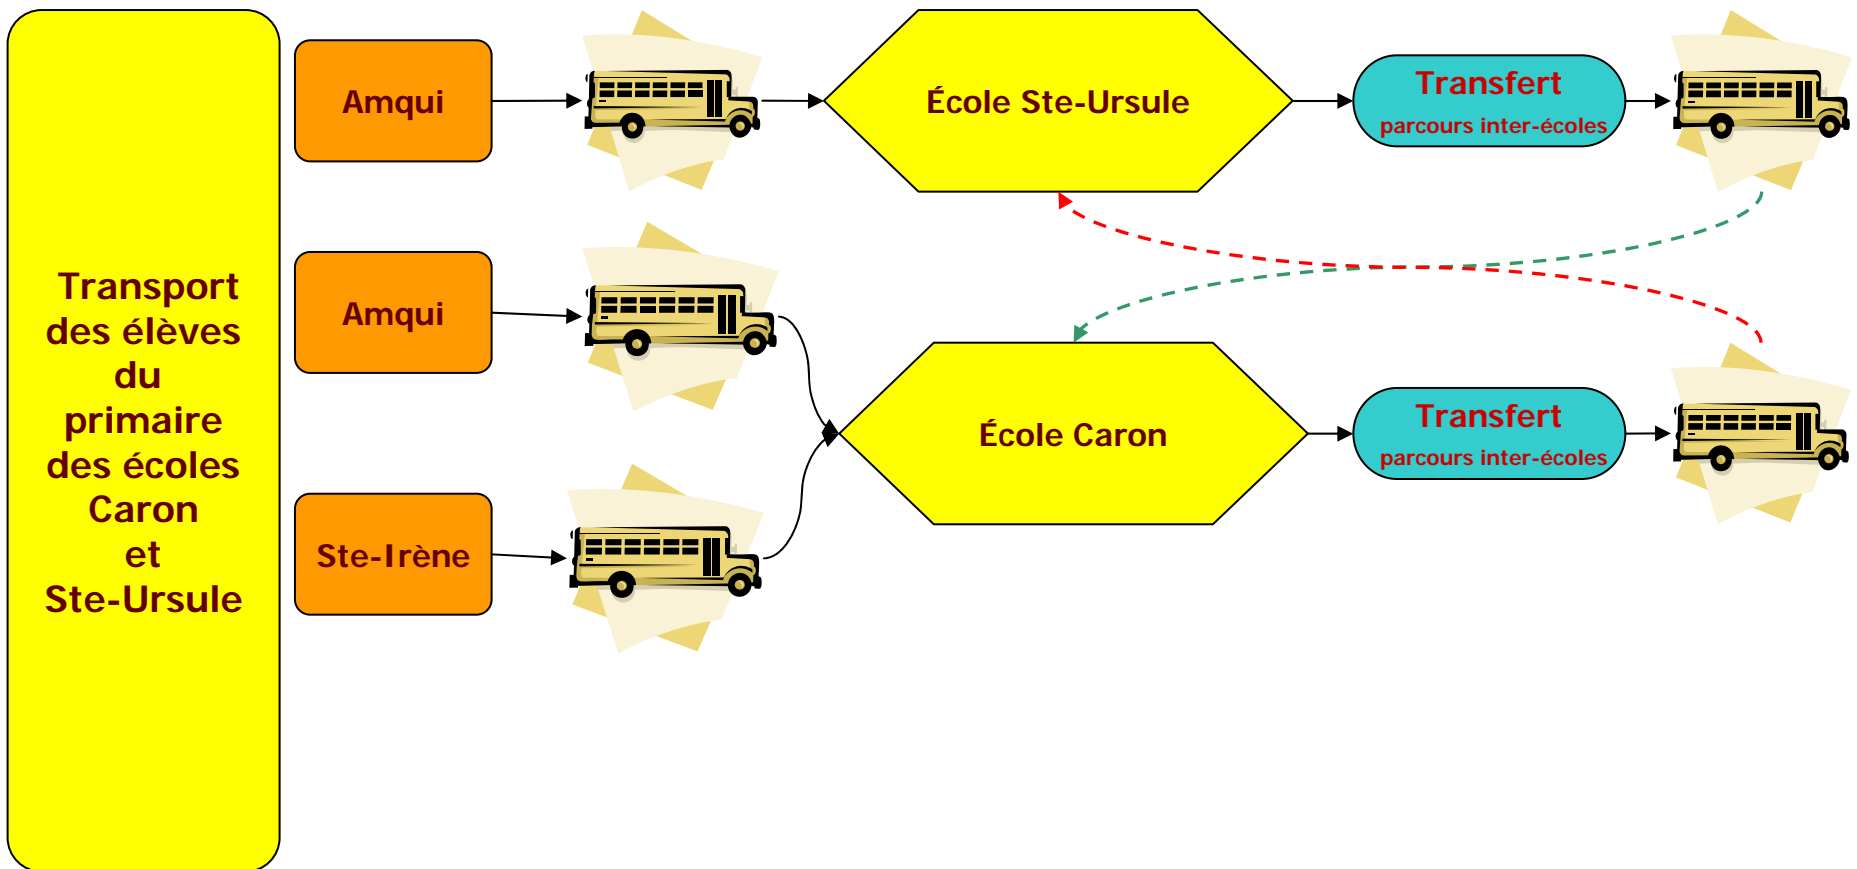 Transport
des élèves
du
primaire
des écoles
Caron
et
Ste-Ursule
Amqui
École Ste-Ursule
Transfert
parcours inter-écoles
Amqui
École Caron
Transfert
parcours inter-écoles
Ste-Irène